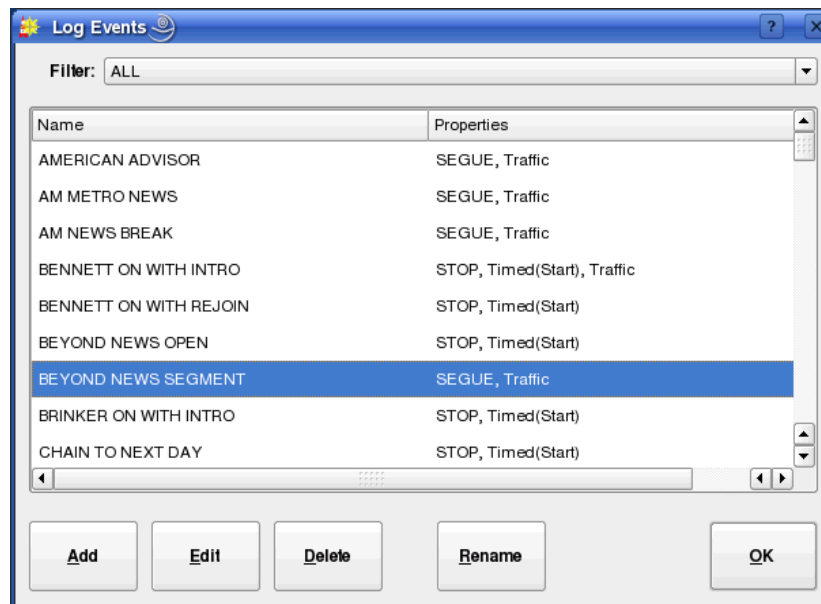 Log Events
?
Filter: ALL
Name Properties
AMERICAN ADVISOR SEGUE, Traffic
AM METRO NEWS SEGUE, Traffic
AM NEWS BREAK SEGUE, Traffic
BENNETT ON WITH INTRO STOP, Timed(Start), Traffic
BENNETT ON WITH REJOIN STOP, Timed(Start)
BEYOND NEWS OPEN STOP, Timed(Start)
BEYOND NEWS SEGMENT SEGUE, Traffic
BRINKER ON WITH INTRO STOP, Timed(Start)
CHAIN TO NEXT DAY STOP, Timed(Start)
Add Edit Delete Rename OK